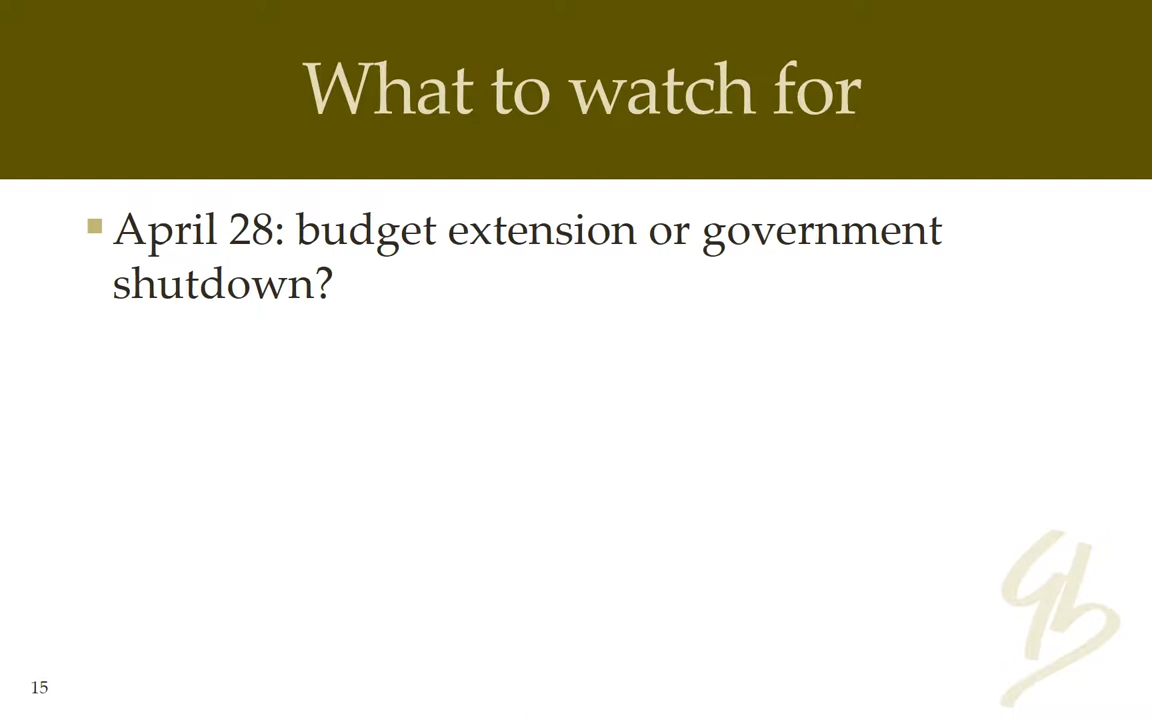 What to watch for
April 28: budget extension or government
shutdown?
15